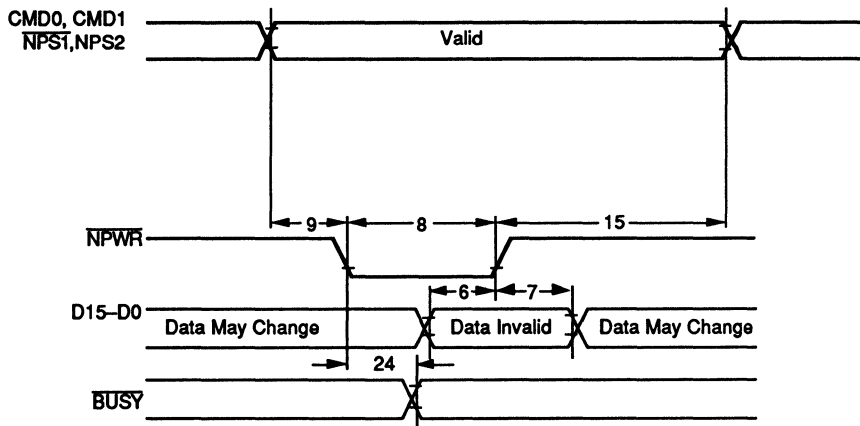 CMD0, CMD1
NPS1,NPS2
Valid
9
8
15
NPWR
6
7
D15–D0
Data May Change
Data Invalid
Data May Change
24
BUSY